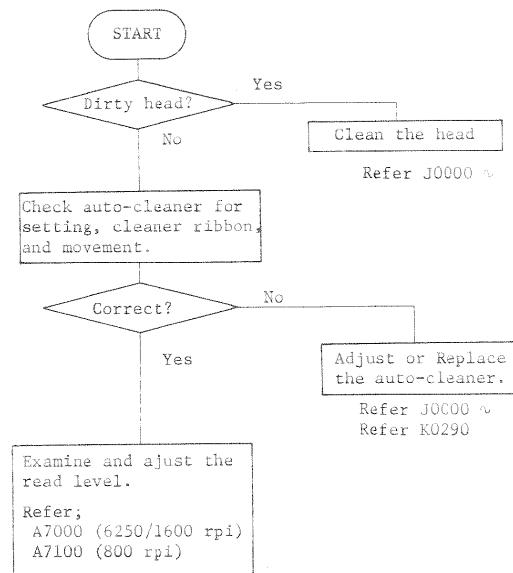 START
Dirty head?
Yes
No
Clean the head
Refer J0000 ~
Check auto-cleaner for
setting, cleaner ribbon,
and movement.
Correct?
No
Yes
Adjust or Replace
the auto-cleaner.
Refer J0000 ~
Refer K0290
Examine and ajust the
read level.
Refer;
A7000 (6250/1600 rpi)
A7100 (800 rpi)